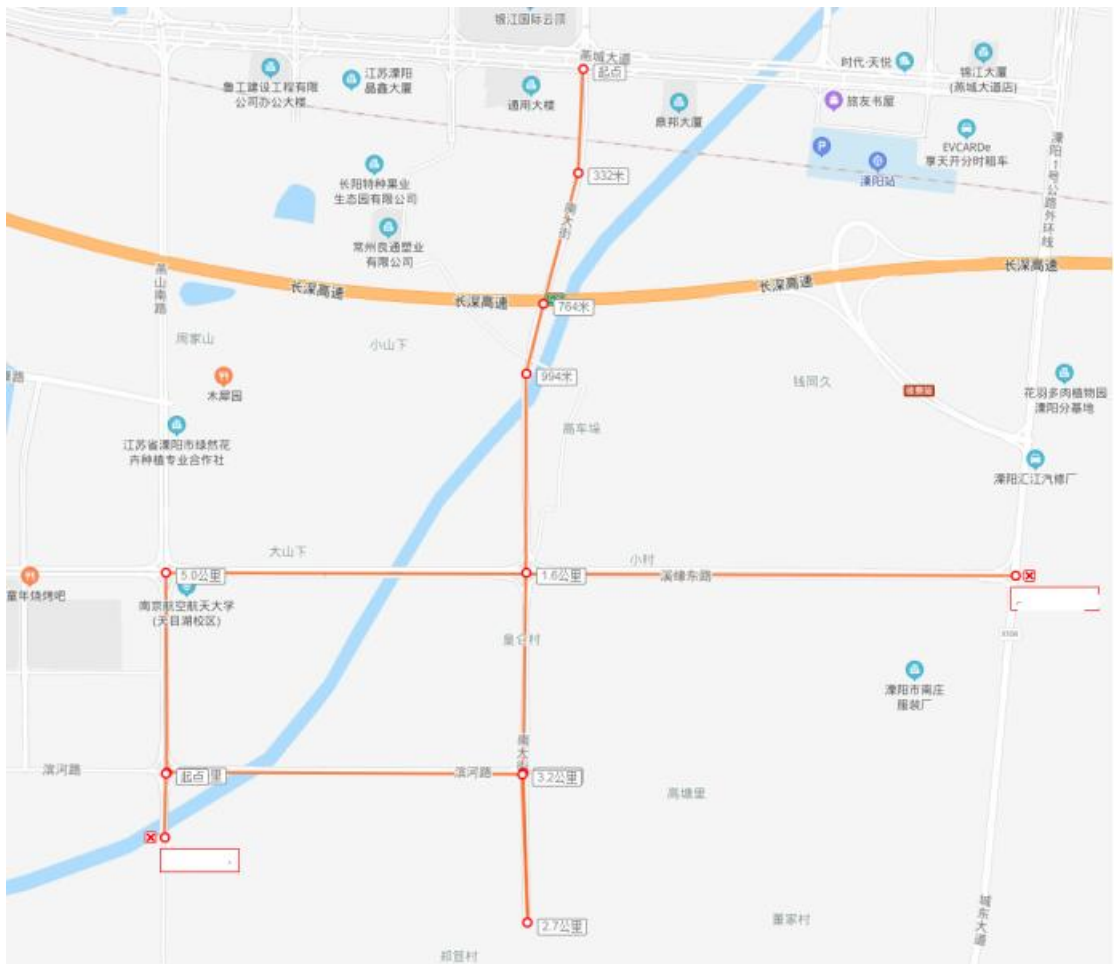 锦江国际云顶
燕城大道
起点
时代·天悦
锦江大厦
(燕城大道店)
鲁工建设工程有限
公司办公大楼
江苏溧阳
晶鑫大厦
通用大楼
鼎邦大厦
旅友书屋
P
EVCARDe
享天开分时租车
溧阳站
溧阳1号公路外环线
长阳特种果业
生态园有限公司
332米
南大街
常州良通塑业
有限公司
燕山南路
长深高速
长深高速
长深高速
长深高速
764米
周家山
小山下
994米
钱同久
收费站
花羽多肉植物园
溧阳分基地
木犀园
路
江苏省溧阳市绿然花
卉种植专业合作社
高车垛
溧阳汇江汽修厂
大山下
小村
5.0公里
1.6公里
溪缘东路
童年烧烤吧
南京航空航天大学
(天目湖校区)
皇仑村
溧阳市南庄
服装厂
南大街
滨河路
起点
里
滨河路
3.2公里
高塘里
2.7公里
董家村
城东大道